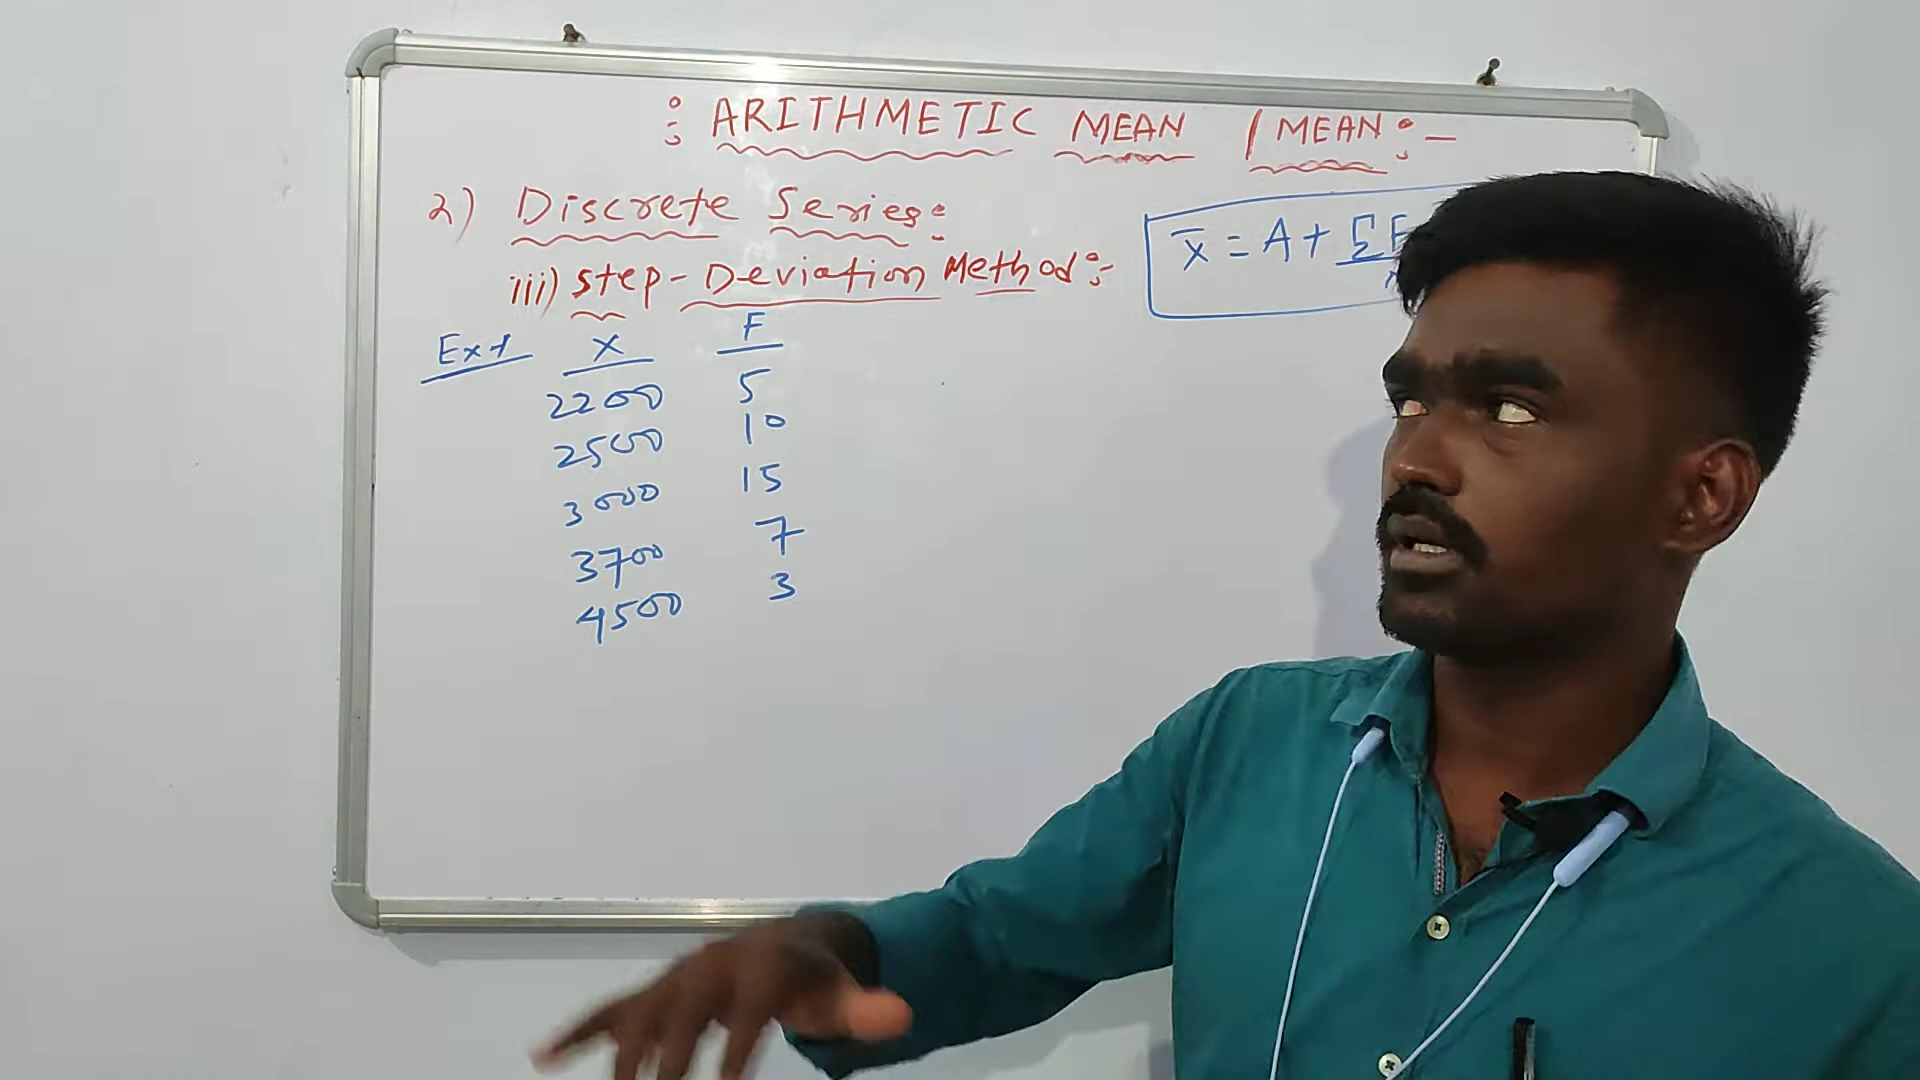 : ARITHMETIC MEAN / MEAN :-
2) Discrete Series:
iii) Step-Deviation Method:-
x̄ = A + ΣF
Ex-1 X F
2200 5
2500 10
3000 15
3700 7
4500 3